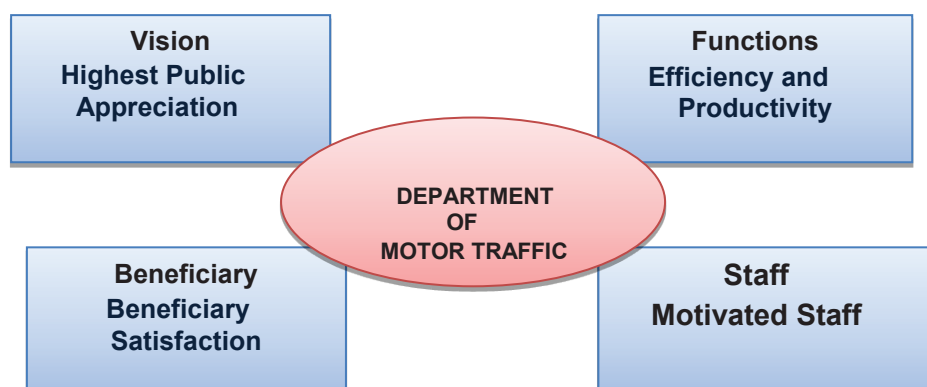 Vision
Highest Public
Appreciation
Functions
Efficiency and
Productivity
DEPARTMENT
OF
MOTOR TRAFFIC
Beneficiary
Beneficiary
Satisfaction
Staff
Motivated Staff